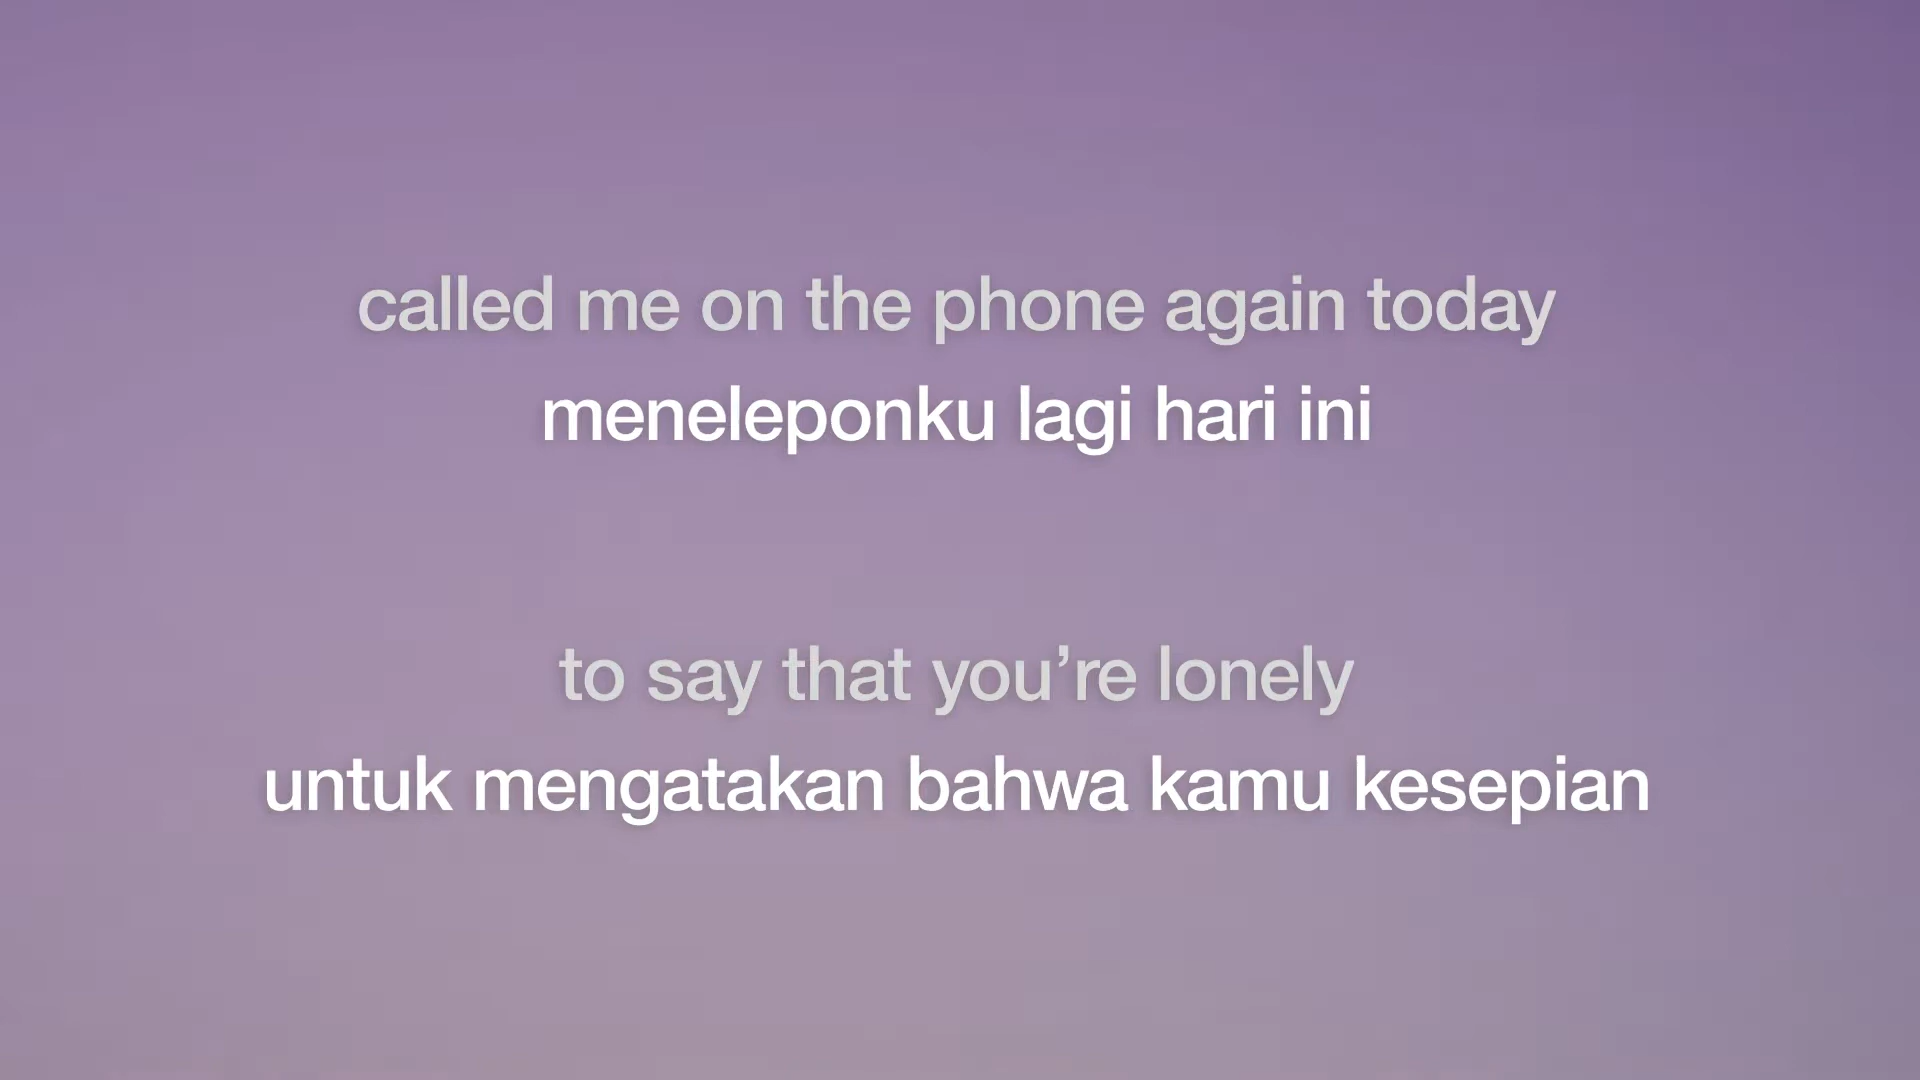 called me on the phone again today
meneleponku lagi hari ini
to say that you’re lonely
untuk mengatakan bahwa kamu kesepian